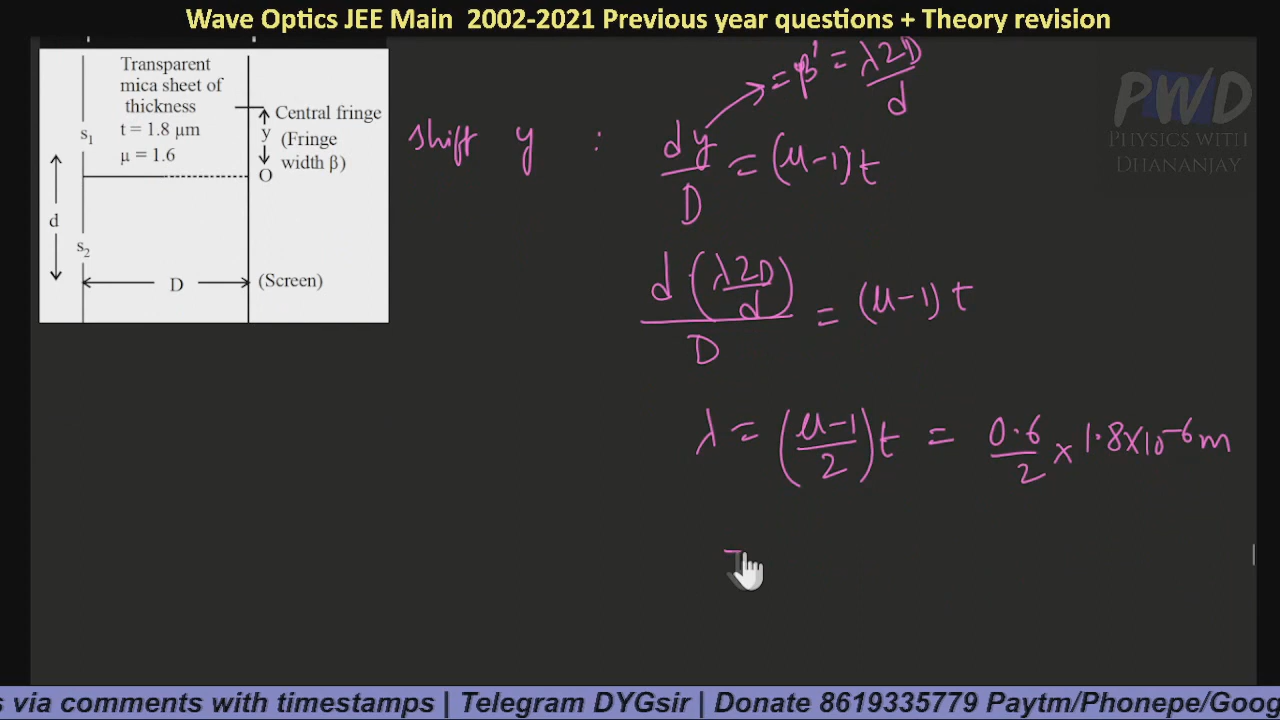 Wave Optics JEE Main 2002-2021 Previous year questions + Theory revision
Transparent
mica sheet of
thickness
t = 1.8 μm
μ = 1.6
S₁
S₂
d
D
Central fringe
(Fringe
width β)
y
O
(Screen)
PWD
PHYSICS WITH
DHANANJAY
= β' = λ2D/d
shift y : dy/D = (μ-1)t
d(λ2D/d)/D = (μ-1)t
λ = ((μ-1)/2)t = 0.6/2 × 1.8×10⁻⁶ m
s via comments with timestamps | Telegram DYGsir | Donate 8619335779 Paytm/Phonepe/Goog